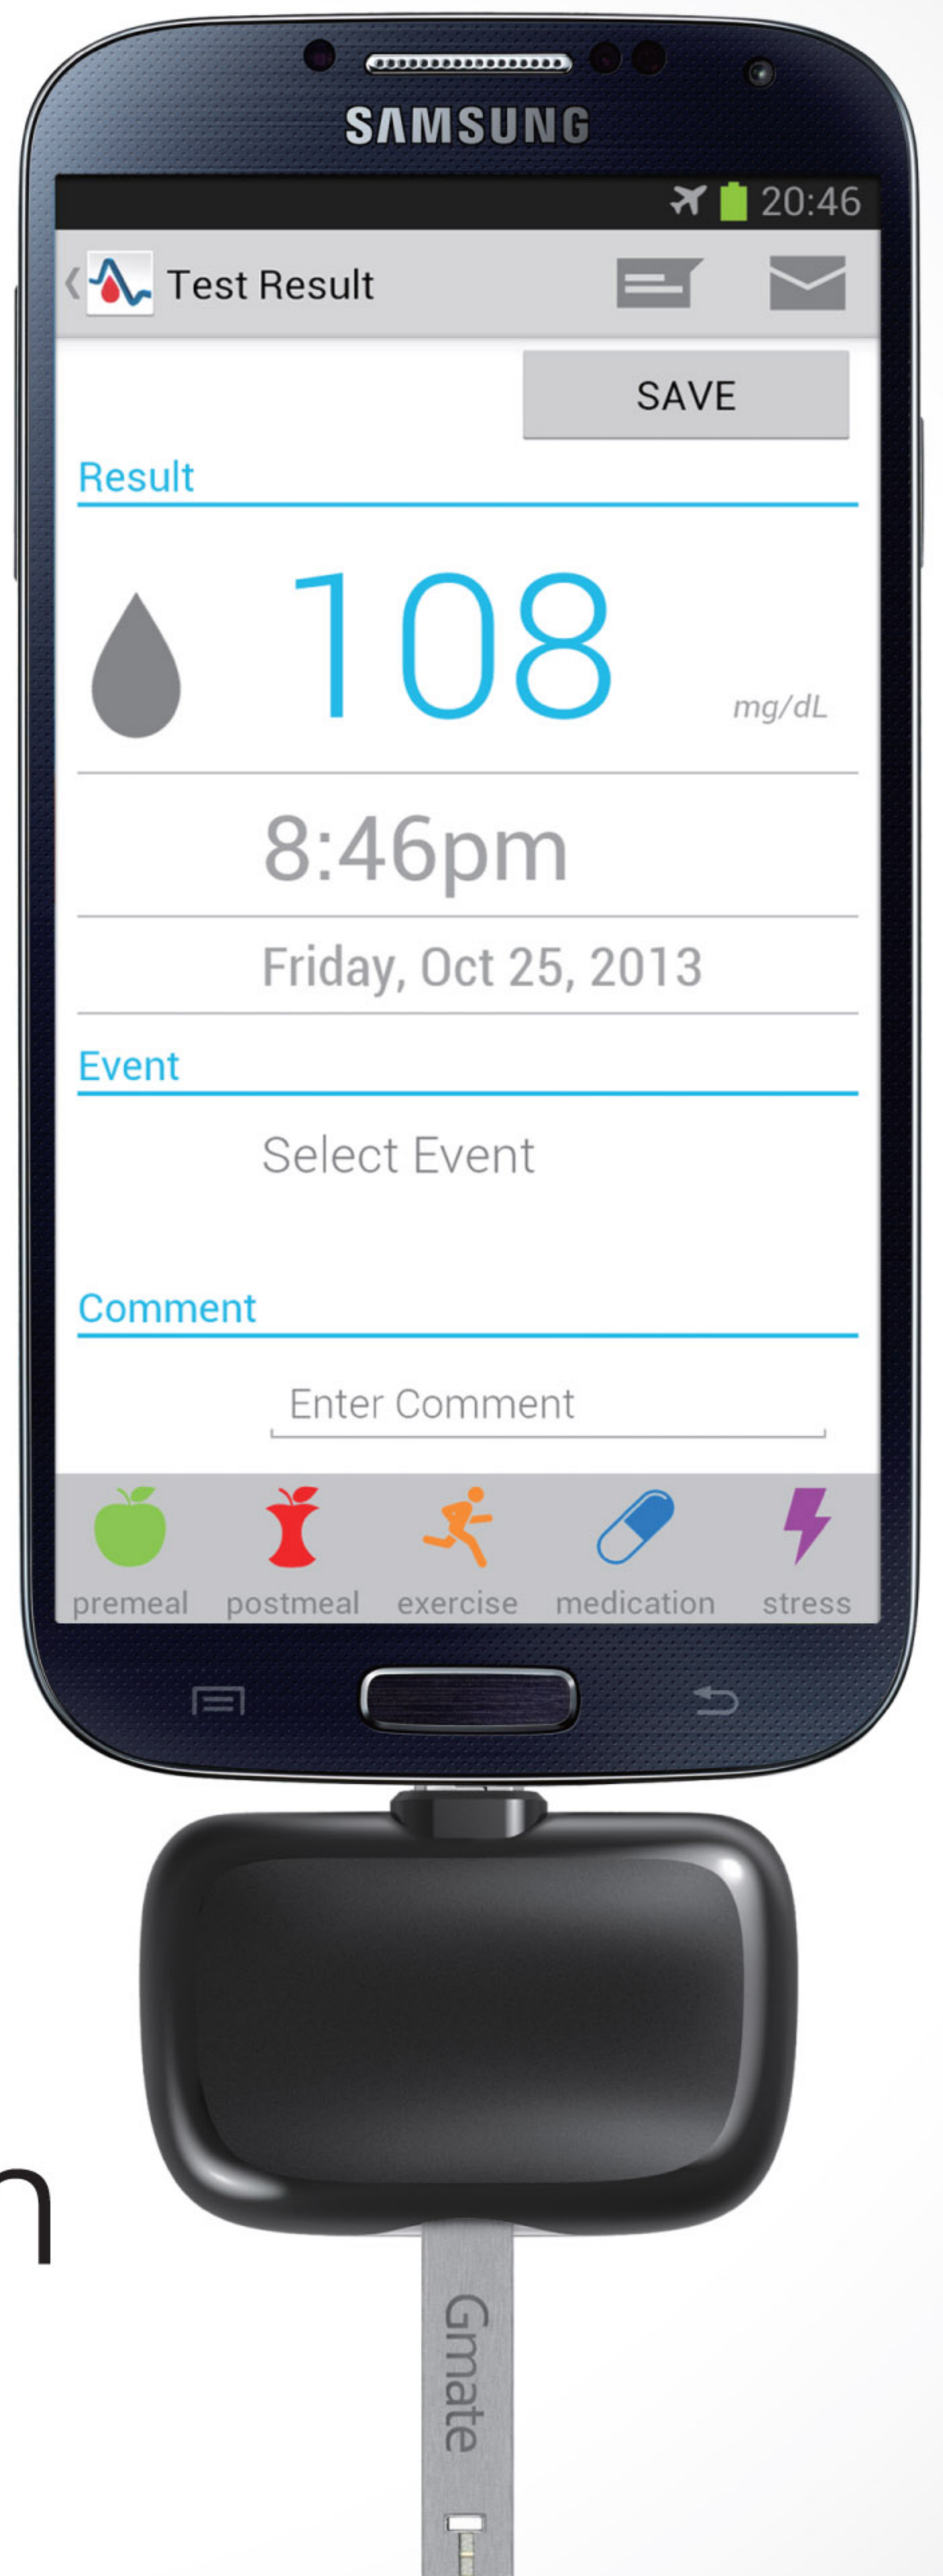 SAMSUNG
20:46
Test Result
SAVE
Result
108 mg/dL
8:46pm
Friday, Oct 25, 2013
Event
Select Event
Comment
Enter Comment
premeal postmeal exercise medication stress
n
Gmate